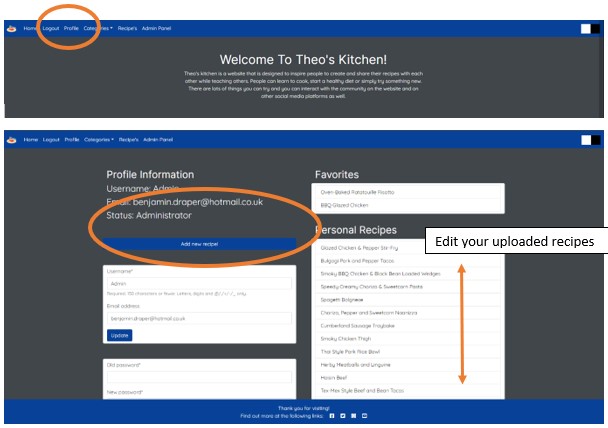 Home Logout Profile Categories Recipe's Admin Panel
Welcome To Theo's Kitchen!
Theo's kitchen is a website that is designed to inspire people to create and share their recipes with each
other while teaching others. People can learn to cook, start a healthy diet or simply try something new.
There are lots of things you can try and you can interact with the community on the website and on
other social media platforms as well.
Home Logout Profile Categories Recipe's Admin Panel
Profile Information
Username: Admin
Email: benjamin.draper@hotmail.co.uk
Status: Administrator
Add new recipe!
Username*
Admin
Required. 150 characters or fewer. Letters, digits and @/./+/-/_ only.
Email address
benjamin.draper@hotmail.co.uk
Update
Old password*
New password*
Favorites
Oven-Baked Ratatouille Risotto
BBQ Glazed Chicken
Personal Recipes
Edit your uploaded recipes
Glazed Chicken & Pepper Stir-Fry
Bulgogi Pork and Pepper Tacos
Smoky BBQ Chicken & Black Bean Loaded Wedges
Speedy Creamy Chorizo & Sweetcorn Pasta
Spagetti Bolgnese
Chorizo, Pepper and Sweetcorn
Cumberland Sausage Traybake
Smoky Chicken Thigh
Thai Style Pork Rice Bowl
Herby Meatballs and Linguine
Hoisin Beef
Tex-Mex Style Beef and Bean Tacos
Thank you for visiting!
Find out more at the following links: